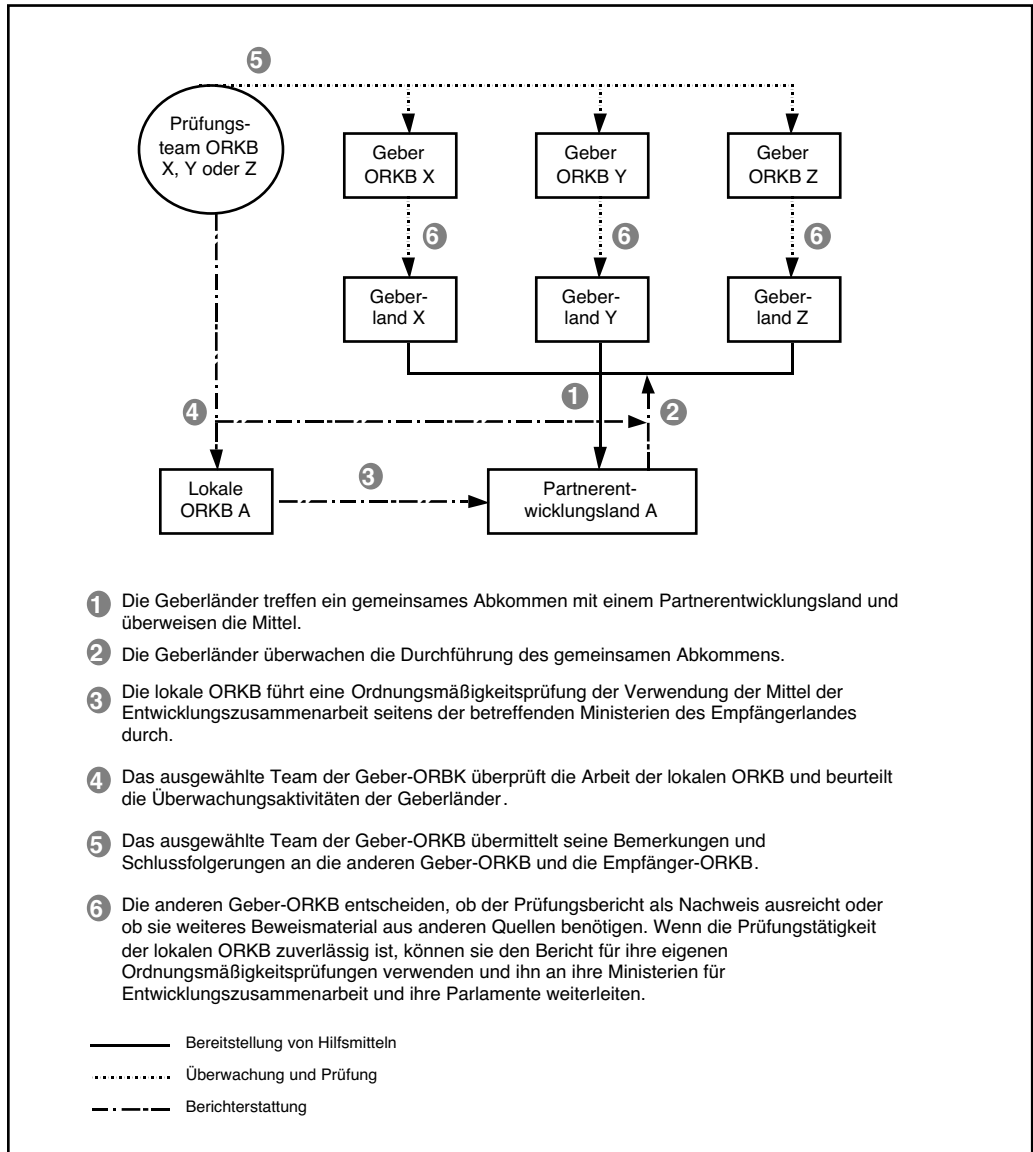 5
Prüfungs-
team ORKB
X, Y oder Z
Geber
ORKB X
Geber
ORKB Y
Geber
ORKB Z
6
6
6
Geber-
land X
Geber-
land Y
Geber-
land Z
1
2
4
3
Lokale
ORKB A
Partnerent-
wicklungsland A
1 Die Geberländer treffen ein gemeinsames Abkommen mit einem Partnerentwicklungsland und
überweisen die Mittel.
2 Die Geberländer überwachen die Durchführung des gemeinsamen Abkommens.
3 Die lokale ORKB führt eine Ordnungsmäßigkeitsprüfung der Verwendung der Mittel der
Entwicklungszusammenarbeit seitens der betreffenden Ministerien des Empfängerlandes
durch.
4 Das ausgewählte Team der Geber-ORBK überprüft die Arbeit der lokalen ORKB und beurteilt
die Überwachungsaktivitäten der Geberländer.
5 Das ausgewählte Team der Geber-ORKB übermittelt seine Bemerkungen und
Schlussfolgerungen an die anderen Geber-ORKB und die Empfänger-ORKB.
6 Die anderen Geber-ORKB entscheiden, ob der Prüfungsbericht als Nachweis ausreicht oder
ob sie weiteres Beweismaterial aus anderen Quellen benötigen. Wenn die Prüfungstätigkeit
der lokalen ORKB zuverlässig ist, können sie den Bericht für ihre eigenen
Ordnungsmäßigkeitsprüfungen verwenden und ihn an ihre Ministerien für
Entwicklungszusammenarbeit und ihre Parlamente weiterleiten.
Bereitstellung von Hilfsmitteln
Überwachung und Prüfung
Berichterstattung